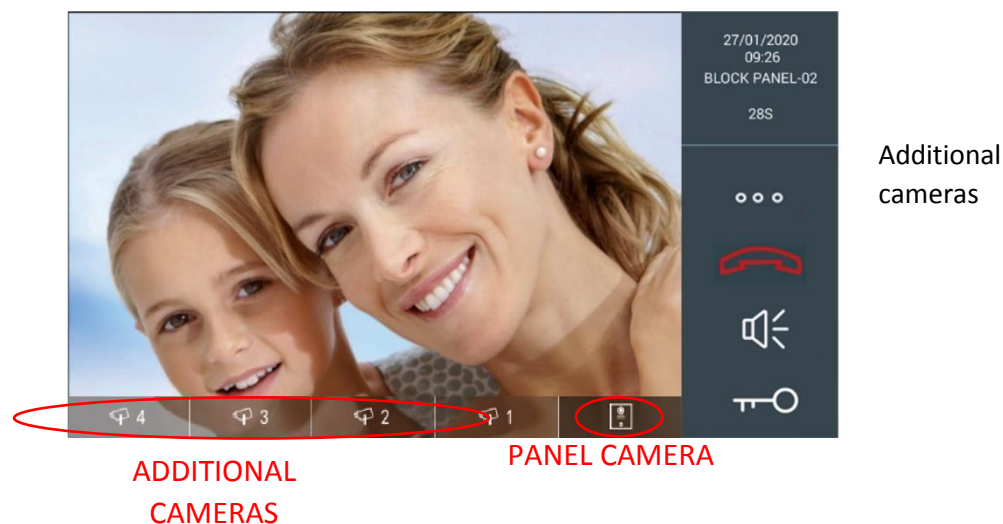 27/01/2020
09:26
BLOCK PANEL-02
28S
Additional
cameras
4 3 2 1
PANEL CAMERA
ADDITIONAL
CAMERAS